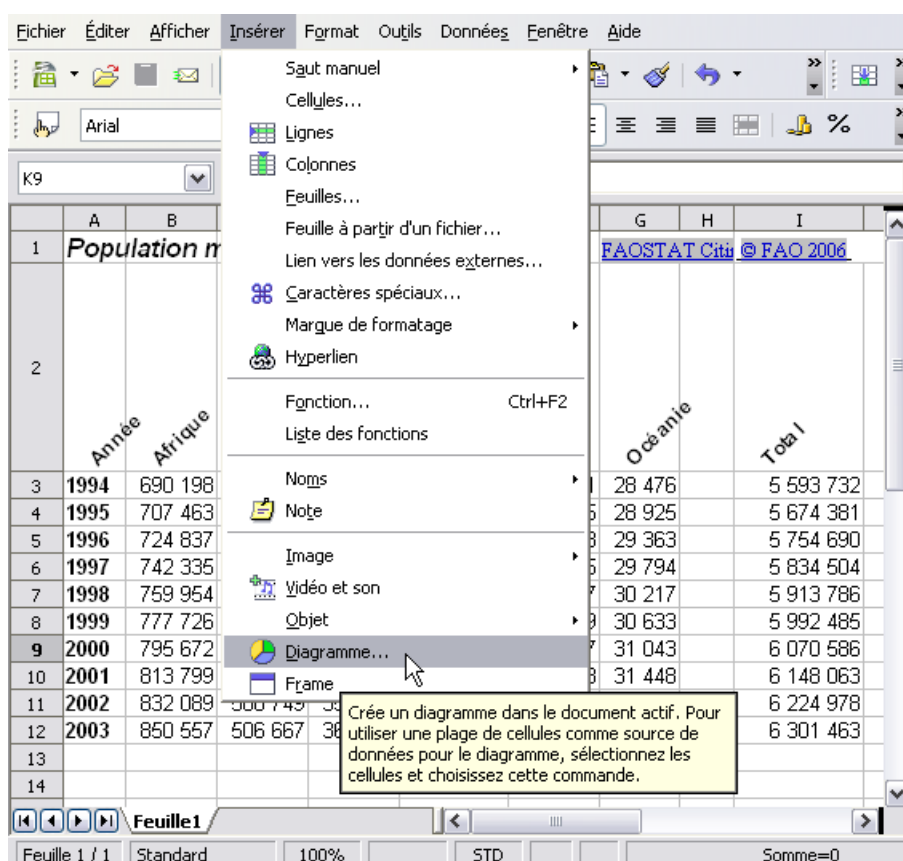 Fichier Éditer Afficher Insérer Format Outils Données Fenêtre Aide
Arial
%
K9
Saut manuel
Cellules...
Lignes
Colonnes
Feuilles...
Feuille à partir d'un fichier...
Lien vers les données externes...
Caractères spéciaux...
Marque de formatage
Hyperlien
Fonction... Ctrl+F2
Liste des fonctions
Noms
Note
Image
Vidéo et son
Objet
Diagramme...
Frame
Crée un diagramme dans le document actif. Pour
utiliser une plage de cellules comme source de
données pour le diagramme, sélectionnez les
cellules et choisissez cette commande.
A B G H I
1 Population FAOSTAT © FAO 2006
2 Année Afrique Océanie Total
3 1994 690 198 28 476 5 593 732
4 1995 707 463 28 925 5 674 381
5 1996 724 837 29 363 5 754 690
6 1997 742 335 29 794 5 834 504
7 1998 759 954 30 217 5 913 786
8 1999 777 726 30 633 5 992 485
9 2000 795 672 31 043 6 070 586
10 2001 813 799 31 448 6 148 063
11 2002 832 089 6 224 978
12 2003 850 557 506 667 6 301 463
13
14
Feuille1
Feuille 1 / 1 Standard 100% STD Somme=0